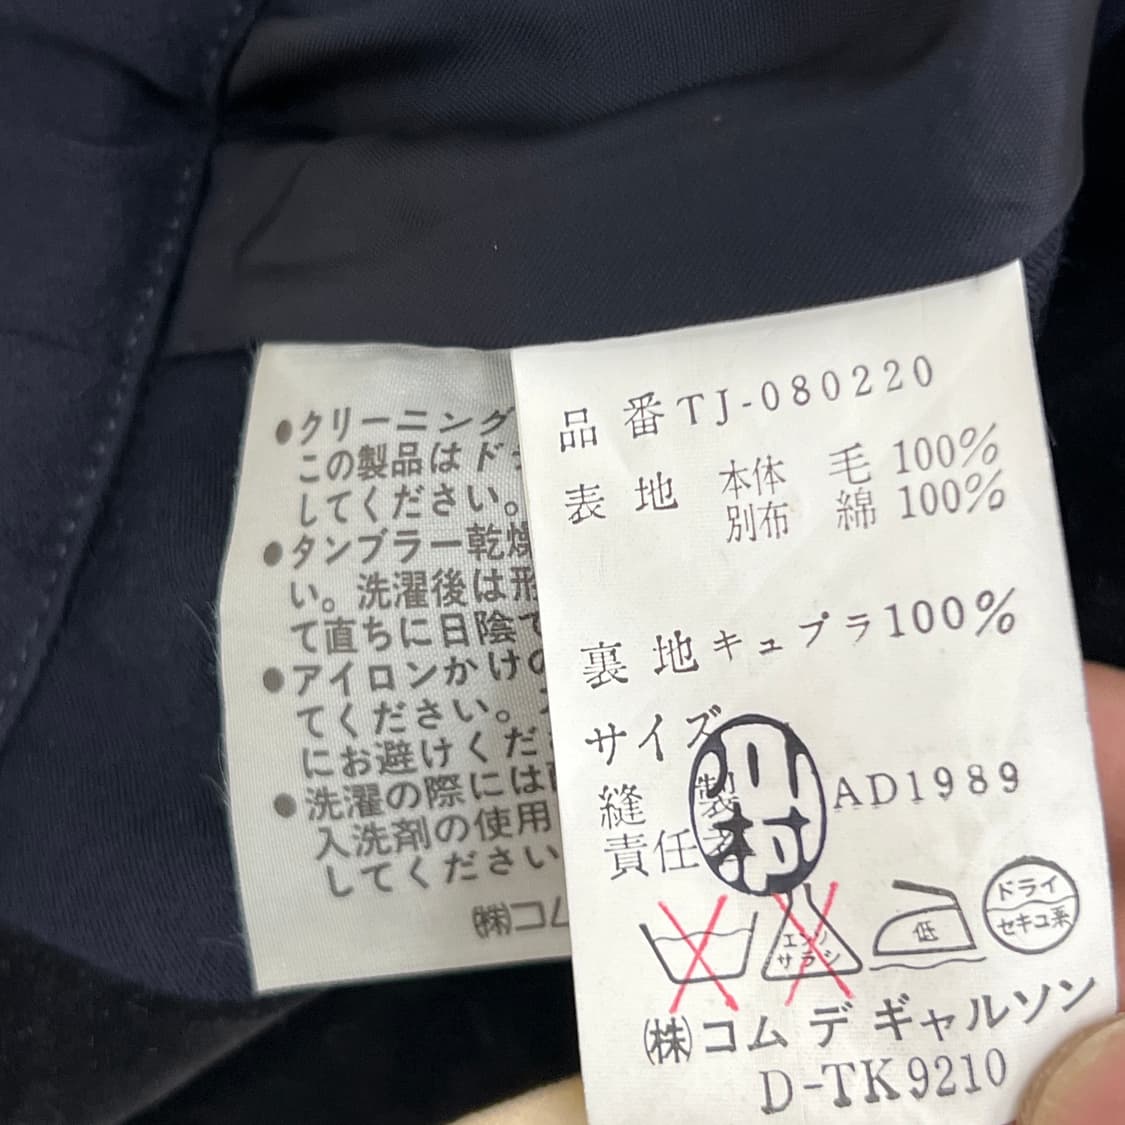 ●クリーニング
この製品はド
してください。
●タンブラー乾燥
い。洗濯後は形
て直ちに日陰で
●アイロンかけの
てください。
にお避けくだ
●洗濯の際には
入洗剤の使用
してください
㈱コム
品番TJ-080220
表地 本体 毛 100%
別布 綿 100%
裏地キュプラ100%
サイズ
縫製
責任者
川村
AD1989
エンソ
サラシ
低
ドライ
セキユ系
㈱コム デ ギャルソン
D-TK9210